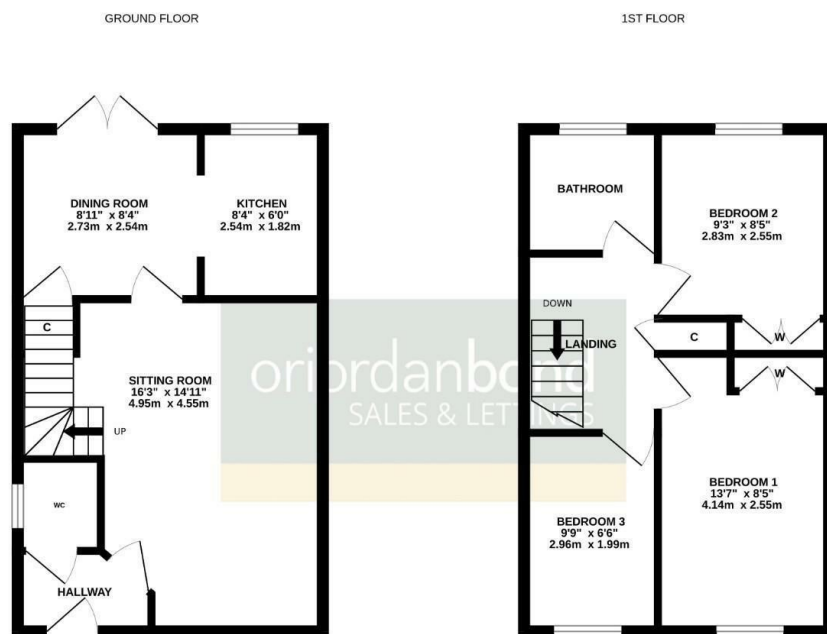 GROUND FLOOR
1ST FLOOR
DINING ROOM
8'11" x 8'4"
2.73m x 2.54m
KITCHEN
8'4" x 6'0"
2.54m x 1.82m
C
SITTING ROOM
16'3" x 14'11"
4.95m x 4.55m
UP
WC
HALLWAY
BATHROOM
BEDROOM 2
9'3" x 8'5"
2.83m x 2.55m
DOWN
LANDING
C
W
W
BEDROOM 1
13'7" x 8'5"
4.14m x 2.55m
BEDROOM 3
9'9" x 6'6"
2.96m x 1.99m
oriordanbond
SALES & LETTINGS